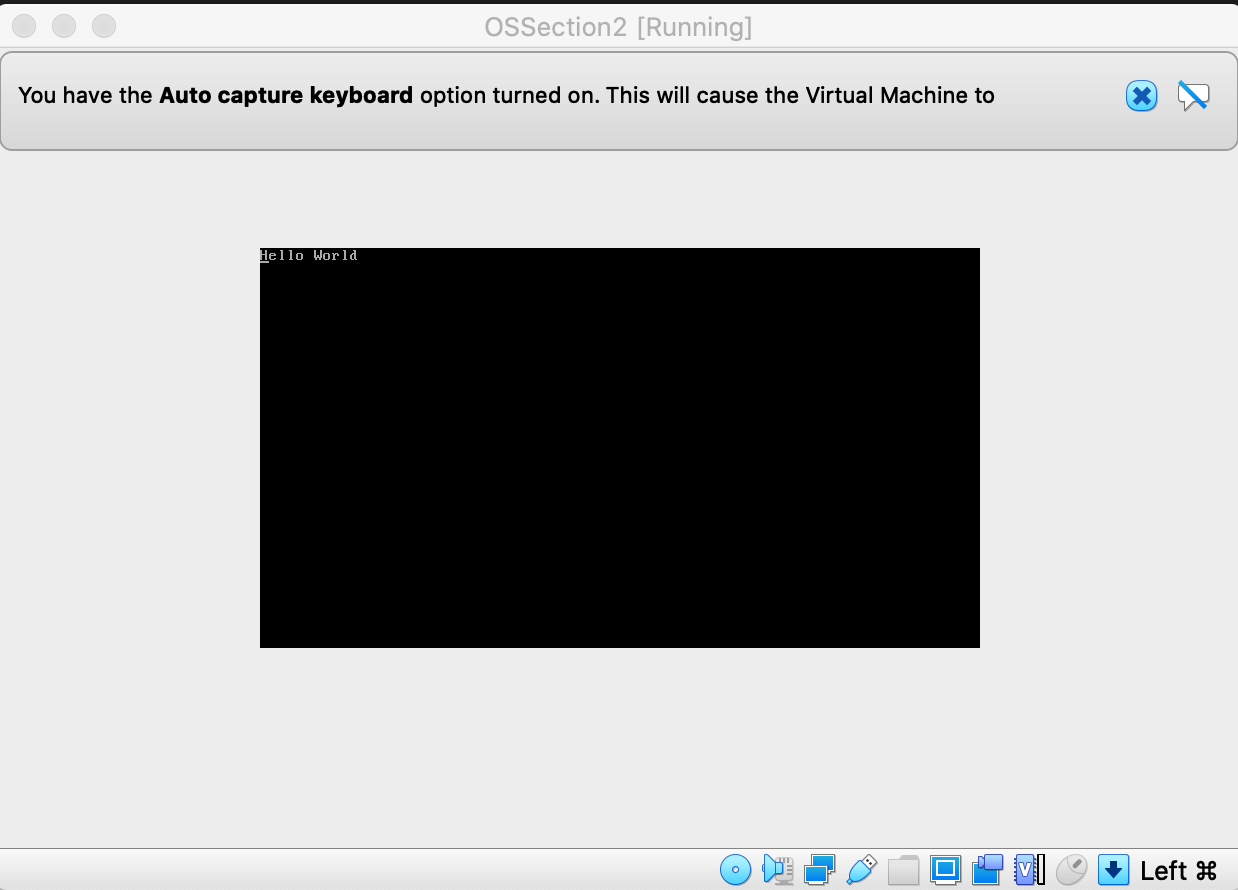 OSSection2 [Running]
You have the Auto capture keyboard option turned on. This will cause the Virtual Machine to
Hello World
V
Left ⌘